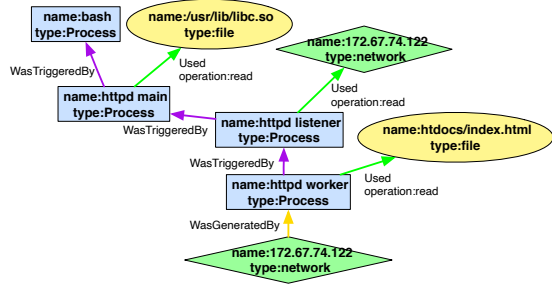 name:bash
type:Process
name:/usr/lib/libc.so
type:file
name:172.67.74.122
type:network
WasTriggeredBy
Used
operation:read
name:httpd main
type:Process
Used
operation:read
WasTriggeredBy
name:httpd listener
type:Process
name:htdocs/index.html
type:file
WasTriggeredBy
name:httpd worker
type:Process
Used
operation:read
WasGeneratedBy
name:172.67.74.122
type:network